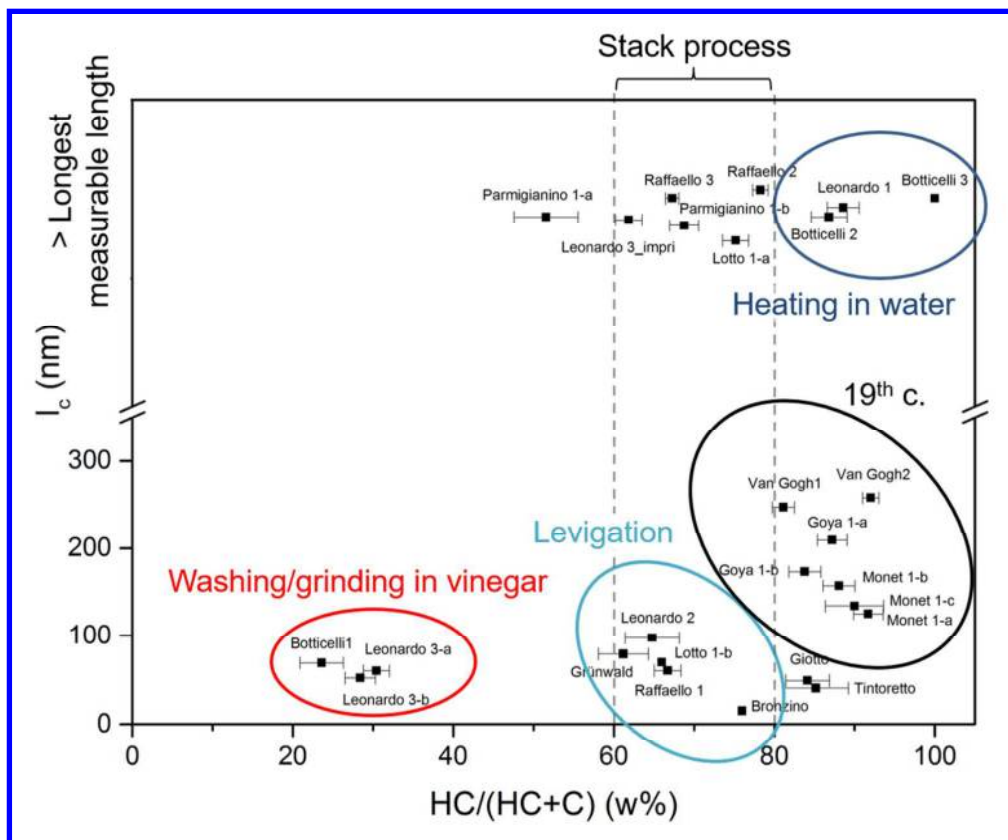 Stack process
> Longest
measurable length
Raffaello 2
Raffaello 3
Leonardo 1
Botticelli 3
Parmigianino 1-a
Parmigianino 1-b
Botticelli 2
Leonardo 3_impri
Lotto 1-a
Heating in water
lc (nm)
19th c.
300
Van Gogh1
Van Gogh2
Levigation
Goya 1-a
200
Washing/grinding in vinegar
Goya 1-b
Monet 1-b
Monet 1-c
Monet 1-a
100
Leonardo 2
Botticelli1
Leonardo 3-a
Lotto 1-b
Grünwald
Giotto
Leonardo 3-b
Raffaello 1
Tintoretto
Bronzino
0
0 20 40 60 80 100
HC/(HC+C) (w%)